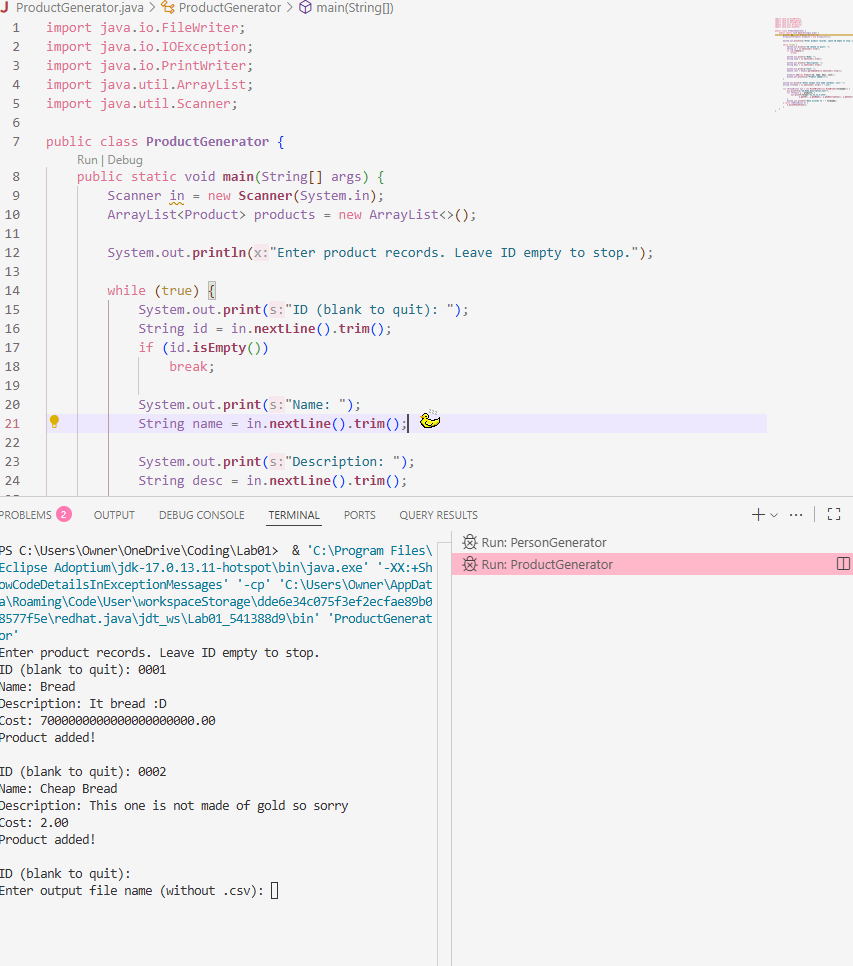 ProductGenerator.java > ProductGenerator > main(String[])
1 import java.io.FileWriter;
2 import java.io.IOException;
3 import java.io.PrintWriter;
4 import java.util.ArrayList;
5 import java.util.Scanner;
6
7 public class ProductGenerator {
Run | Debug
8 public static void main(String[] args) {
9 Scanner in = new Scanner(System.in);
10 ArrayList<Product> products = new ArrayList<>();
11
12 System.out.println(x:"Enter product records. Leave ID empty to stop.");
13
14 while (true) {
15 System.out.print(s:"ID (blank to quit): ");
16 String id = in.nextLine().trim();
17 if (id.isEmpty())
18 break;
19
20 System.out.print(s:"Name: ");
21 String name = in.nextLine().trim();
22
23 System.out.print(s:"Description: ");
24 String desc = in.nextLine().trim();
PROBLEMS 2 OUTPUT DEBUG CONSOLE TERMINAL PORTS QUERY RESULTS
PS C:\Users\Owner\OneDrive\Coding\Lab01> & 'C:\Program Files\
Eclipse Adoptium\jdk-17.0.13.11-hotspot\bin\java.exe' '-XX:+Sh
owCodeDetailsInExceptionMessages' '-cp' 'C:\Users\Owner\AppDat
a\Roaming\Code\User\workspaceStorage\dde6e34c075f3ef2ecfae89b0
8577f5e\redhat.java\jdt_ws\Lab01_541388d9\bin' 'ProductGenerat
or'
Enter product records. Leave ID empty to stop.
ID (blank to quit): 0001
Name: Bread
Description: It bread :D
Cost: 7000000000000000000000.00
Product added!

ID (blank to quit): 0002
Name: Cheap Bread
Description: This one is not made of gold so sorry
Cost: 2.00
Product added!

ID (blank to quit):
Enter output file name (without .csv):
Run: PersonGenerator
Run: ProductGenerator